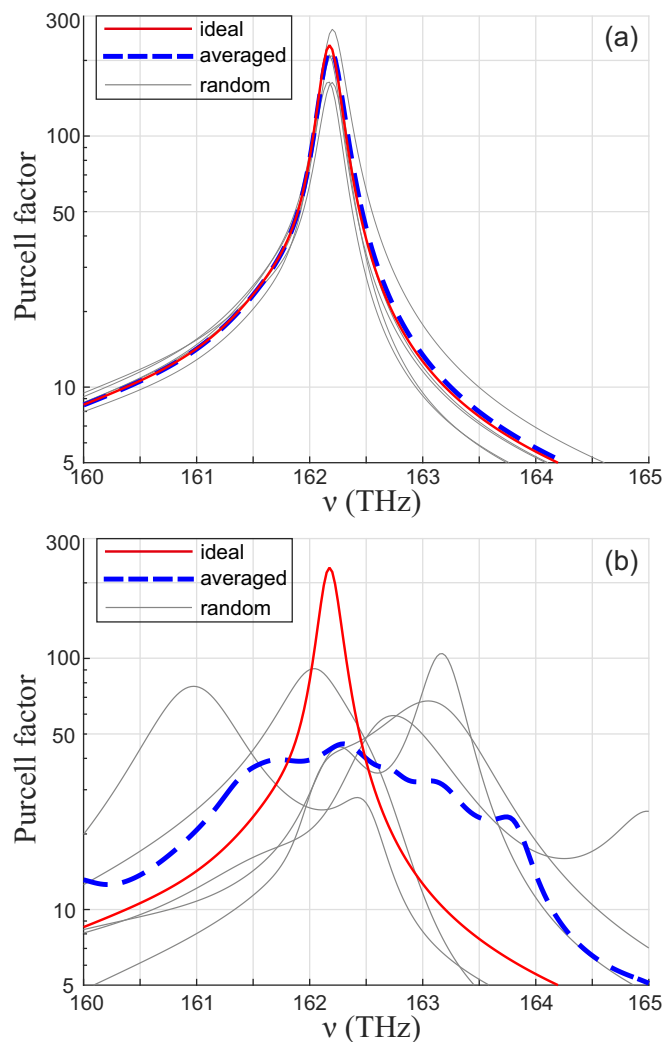 300
ideal
averaged
random
(a)
100
50
10
5
Purcell factor
160 161 162 163 164 165
ν (THz)
300
ideal
averaged
random
(b)
100
50
10
5
Purcell factor
160 161 162 163 164 165
ν (THz)